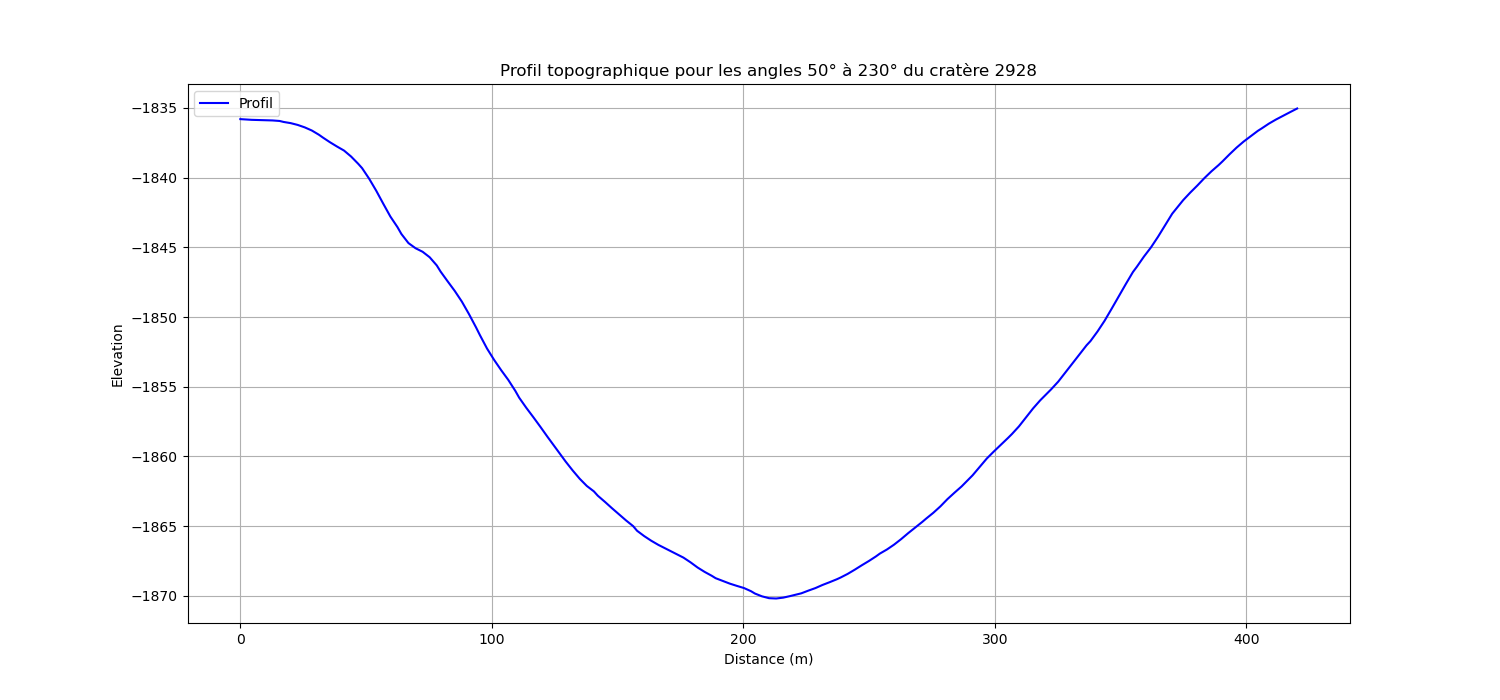 Profil topographique pour les angles 50° à 230° du cratère 2928
Profil
−1835
−1840
−1845
−1850
−1855
−1860
−1865
−1870
Elevation
0 100 200 300 400
Distance (m)